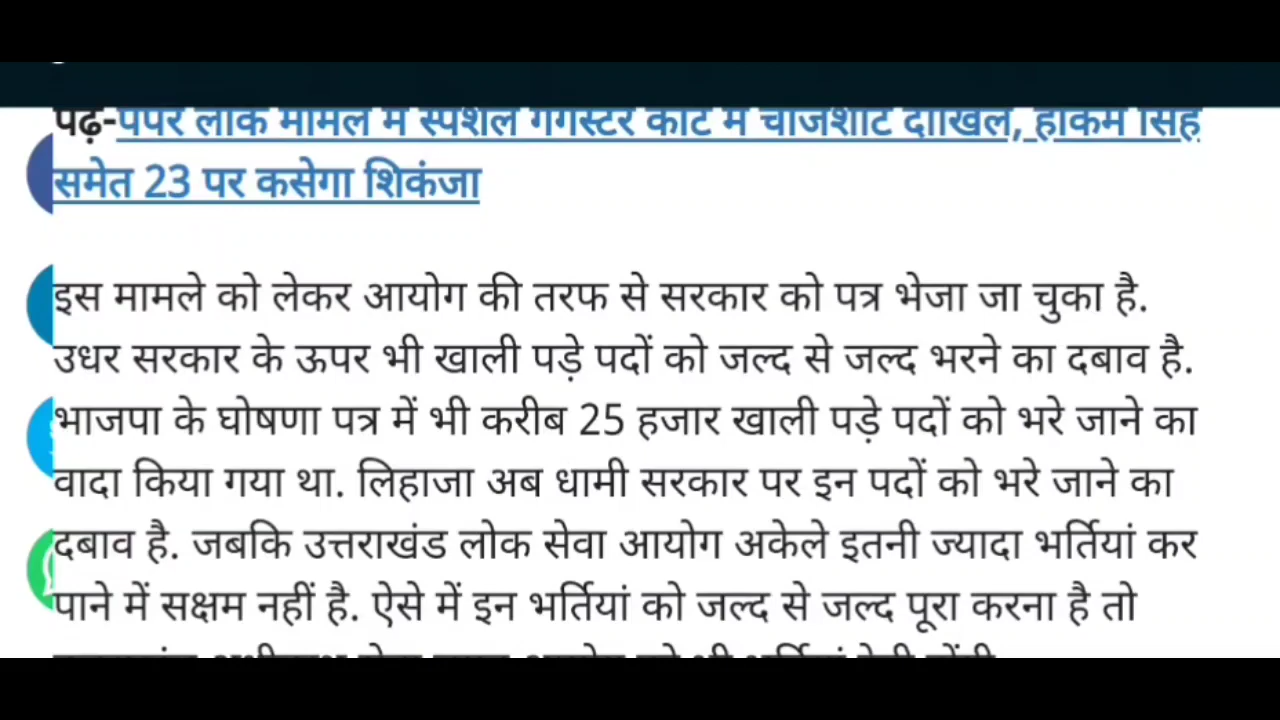 पढ़ें-पेपर लीक मामले में स्पेशल गैंगस्टर कोर्ट में चार्जशीट दाखिल, हाकम सिंह
समेत 23 पर कसेगा शिकंजा
इस मामले को लेकर आयोग की तरफ से सरकार को पत्र भेजा जा चुका है.
उधर सरकार के ऊपर भी खाली पड़े पदों को जल्द से जल्द भरने का दबाव है.
भाजपा के घोषणा पत्र में भी करीब 25 हजार खाली पड़े पदों को भरे जाने का
वादा किया गया था. लिहाजा अब धामी सरकार पर इन पदों को भरे जाने का
दबाव है. जबकि उत्तराखंड लोक सेवा आयोग अकेले इतनी ज्यादा भर्तियां कर
पाने में सक्षम नहीं है. ऐसे में इन भर्तियां को जल्द से जल्द पूरा करना है तो